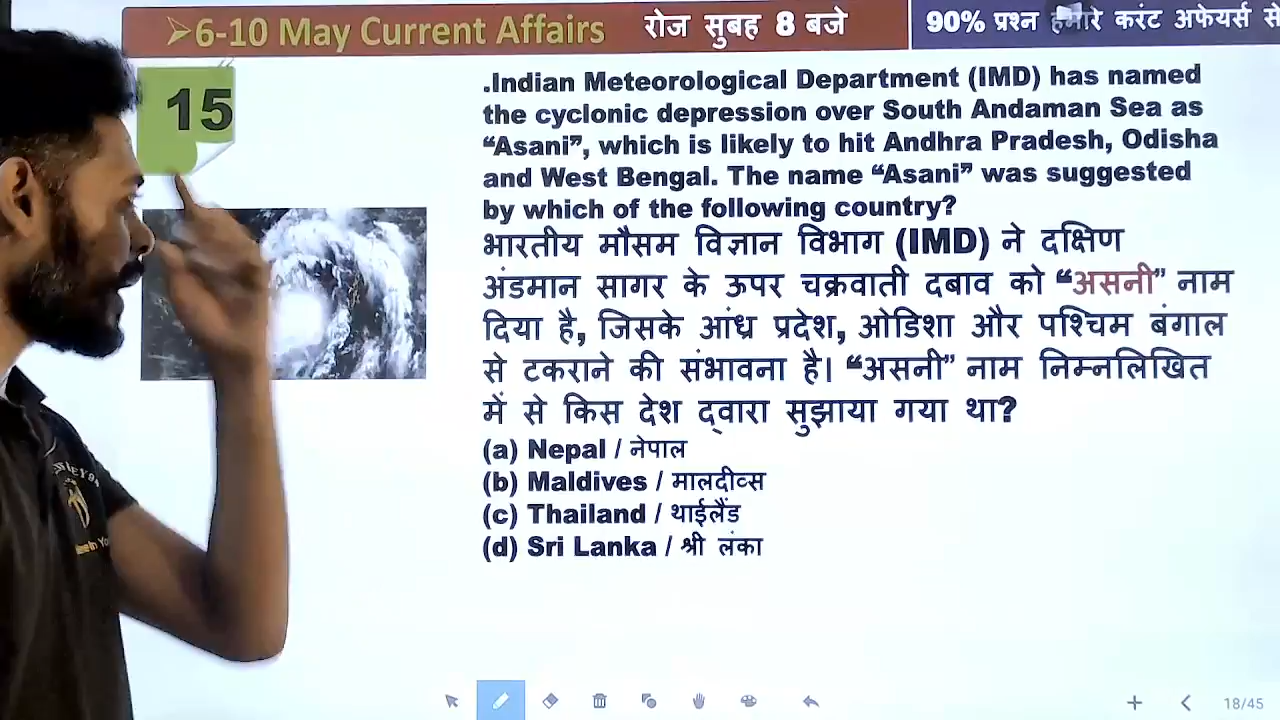 ➢6-10 May Current Affairs रोज सुबह 8 बजे 90% प्रश्न हमारे करंट अफेयर्स से
15
.Indian Meteorological Department (IMD) has named
the cyclonic depression over South Andaman Sea as
“Asani”, which is likely to hit Andhra Pradesh, Odisha
and West Bengal. The name “Asani” was suggested
by which of the following country?
भारतीय मौसम विज्ञान विभाग (IMD) ने दक्षिण
अंडमान सागर के ऊपर चक्रवाती दबाव को “असनी” नाम
दिया है, जिसके आंध्र प्रदेश, ओडिशा और पश्चिम बंगाल
से टकराने की संभावना है। “असनी” नाम निम्नलिखित
में से किस देश द्वारा सुझाया गया था?
(a) Nepal / नेपाल
(b) Maldives / मालदीव्स
(c) Thailand / थाईलैंड
(d) Sri Lanka / श्री लंका
18/45